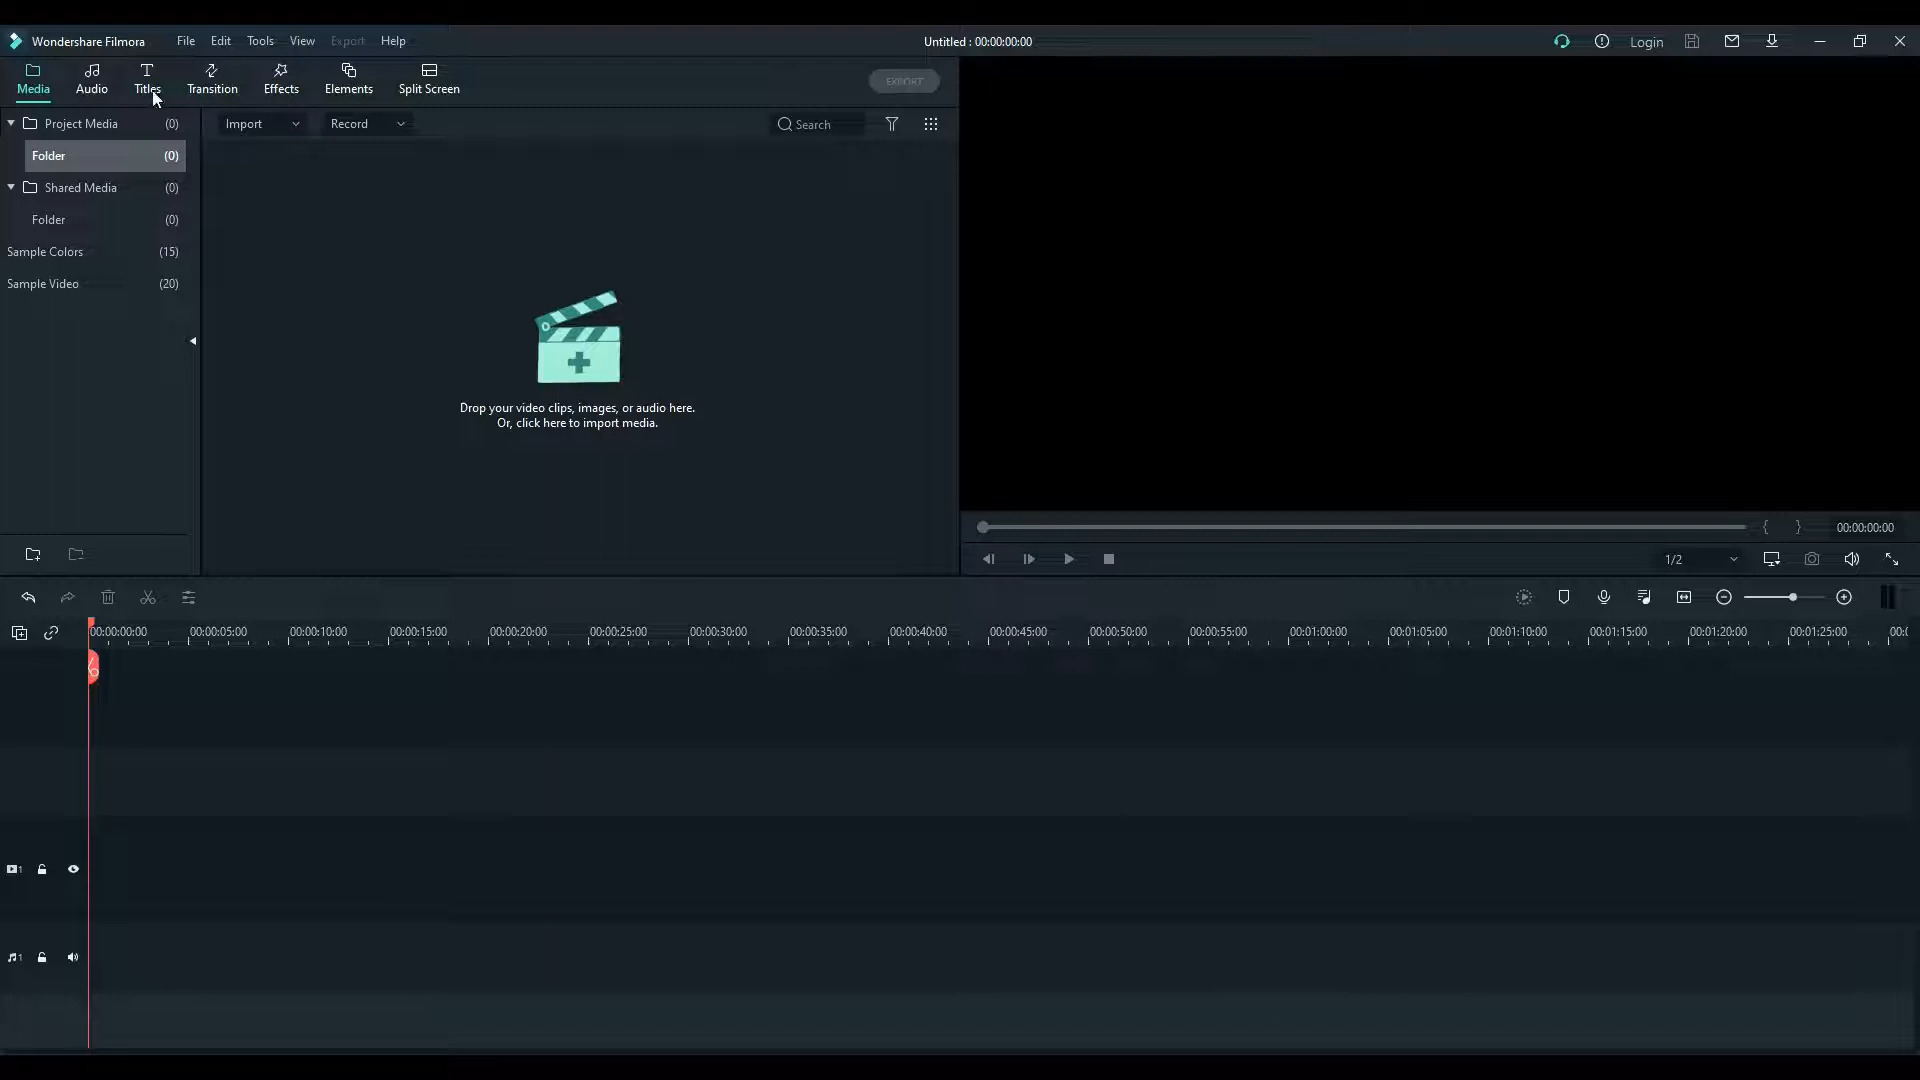 Wondershare Filmora File Edit Tools View Export Help Untitled : 00:00:00:00 Login
Media Audio Titles Transition Effects Elements Split Screen EXPORT
Project Media (0) Import Record Search
Folder (0)
Shared Media (0)
Folder (0)
Sample Colors (15)
Sample Video (20)
Drop your video clips, images, or audio here.
Or, click here to import media.
{ } 00:00:00:00
1/2
00:00:00:00 00:00:05:00 00:00:10:00 00:00:15:00 00:00:20:00 00:00:25:00 00:00:30:00 00:00:35:00 00:00:40:00 00:00:45:00 00:00:50:00 00:00:55:00 00:01:00:00 00:01:05:00 00:01:10:00 00:01:15:00 00:01:20:00 00:01:25:00 00:0
1
1